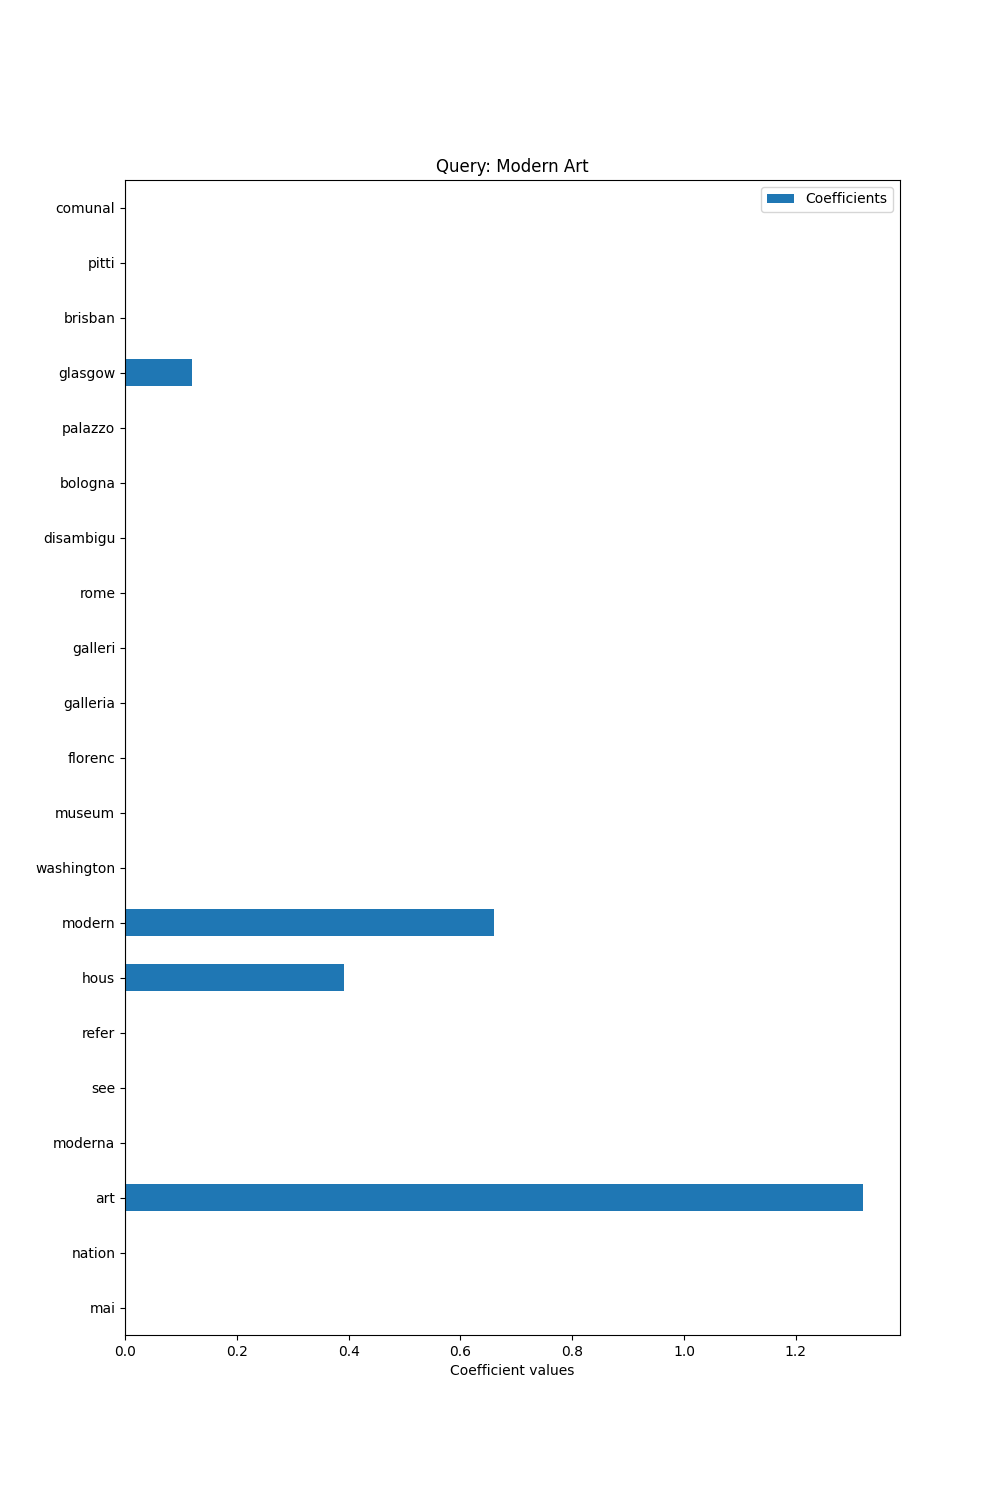 Query: Modern Art
Coefficients
comunal
pitti
brisban
glasgow
palazzo
bologna
disambigu
rome
galleri
galleria
florenc
museum
washington
modern
hous
refer
see
moderna
art
nation
mai
0.0 0.2 0.4 0.6 0.8 1.0 1.2
Coefficient values